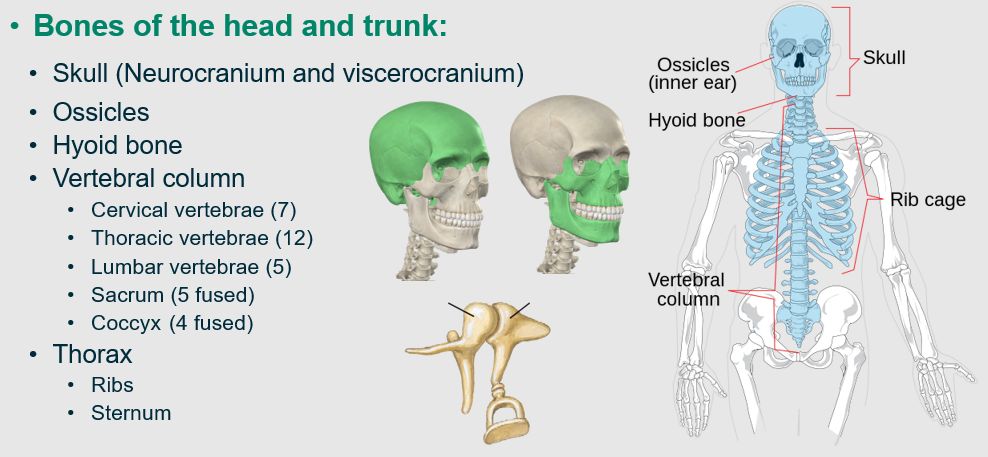 • Bones of the head and trunk:
• Skull (Neurocranium and viscerocranium)
• Ossicles
• Hyoid bone
• Vertebral column
• Cervical vertebrae (7)
• Thoracic vertebrae (12)
• Lumbar vertebrae (5)
• Sacrum (5 fused)
• Coccyx (4 fused)
• Thorax
• Ribs
• Sternum
Skull
Ossicles
(inner ear)
Hyoid bone
Rib cage
Vertebral
column